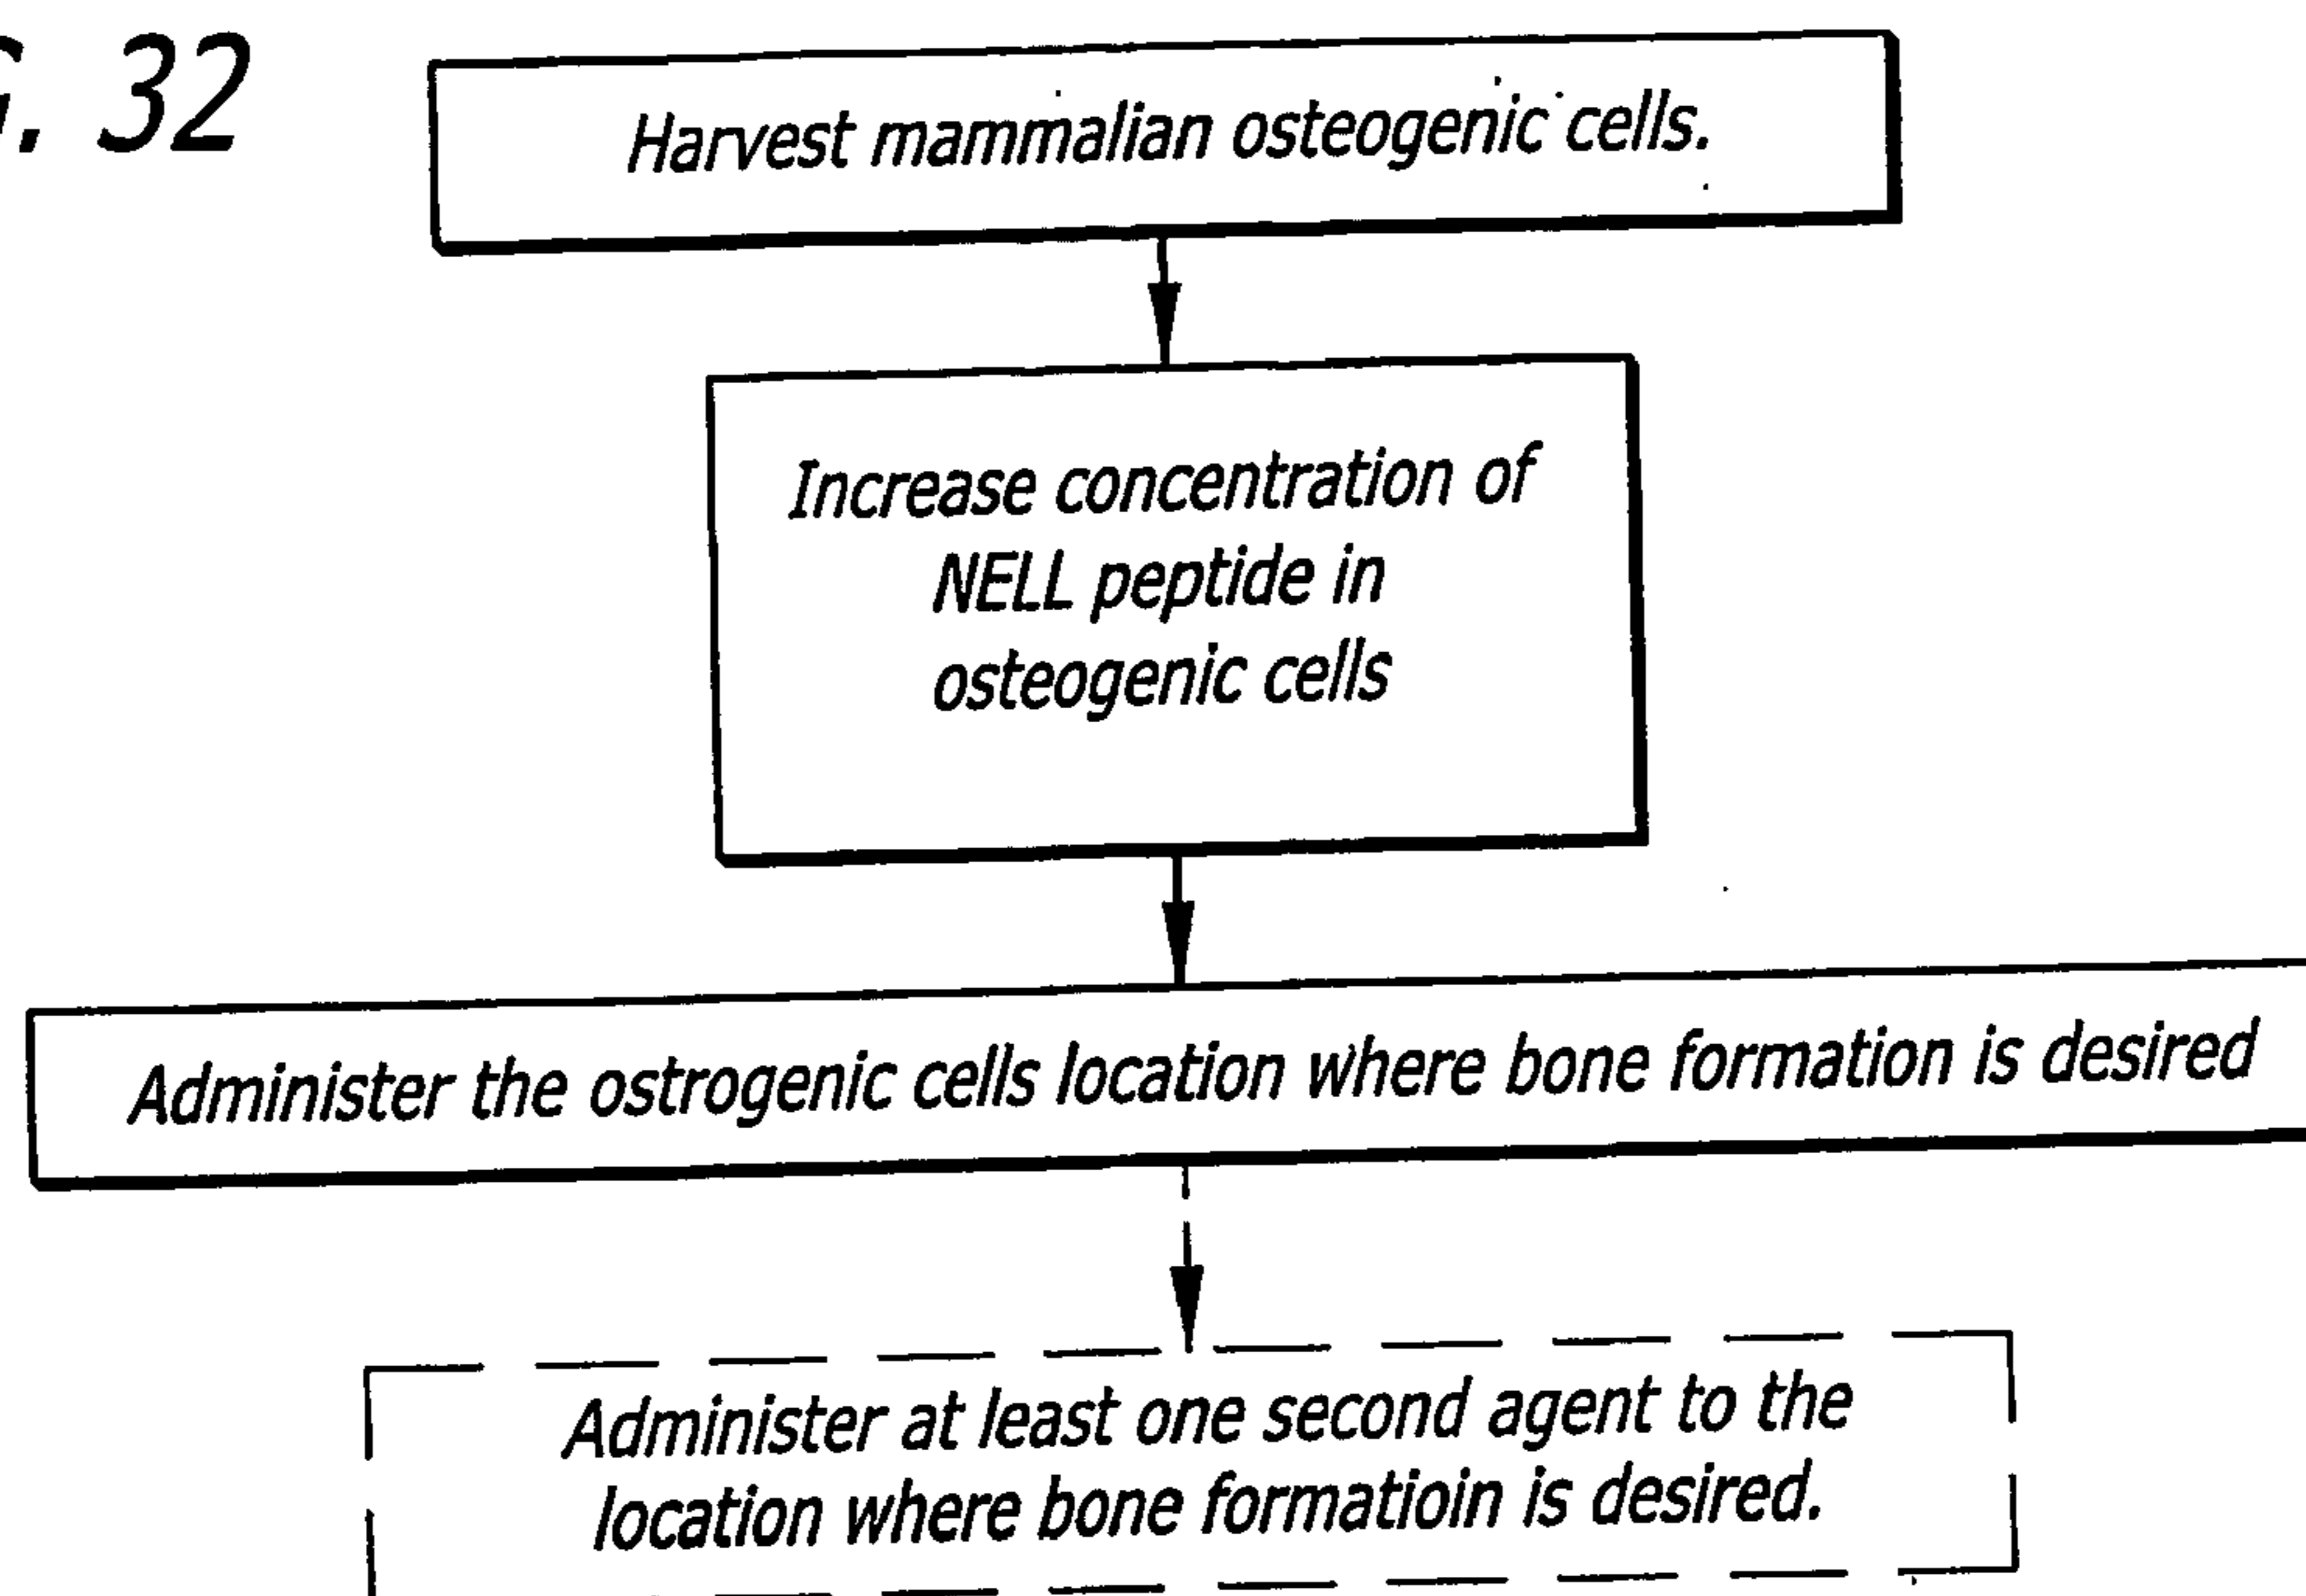 G. 32
Harvest mammalian osteogenic cells.
Increase concentration of
NELL peptide in
osteogenic cells
Administer the ostrogenic cells location where bone formation is desired
Administer at least one second agent to the
location where bone formatioin is desired.